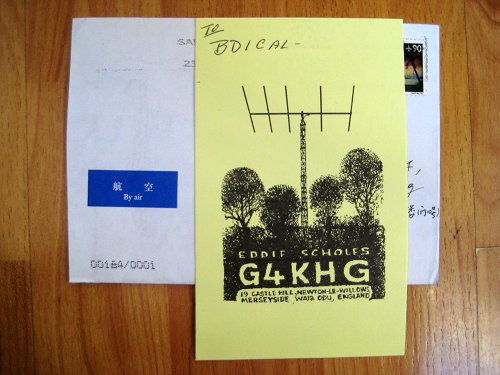 To
BD1CAL-
+90
航 空
By air
00184/0001
EDDIE SCHOLES
G4KHG
19 CASTLE HILL, NEWTON-LE-WILLOWS,
MERSEYSIDE WA12 0DU, ENGLAND